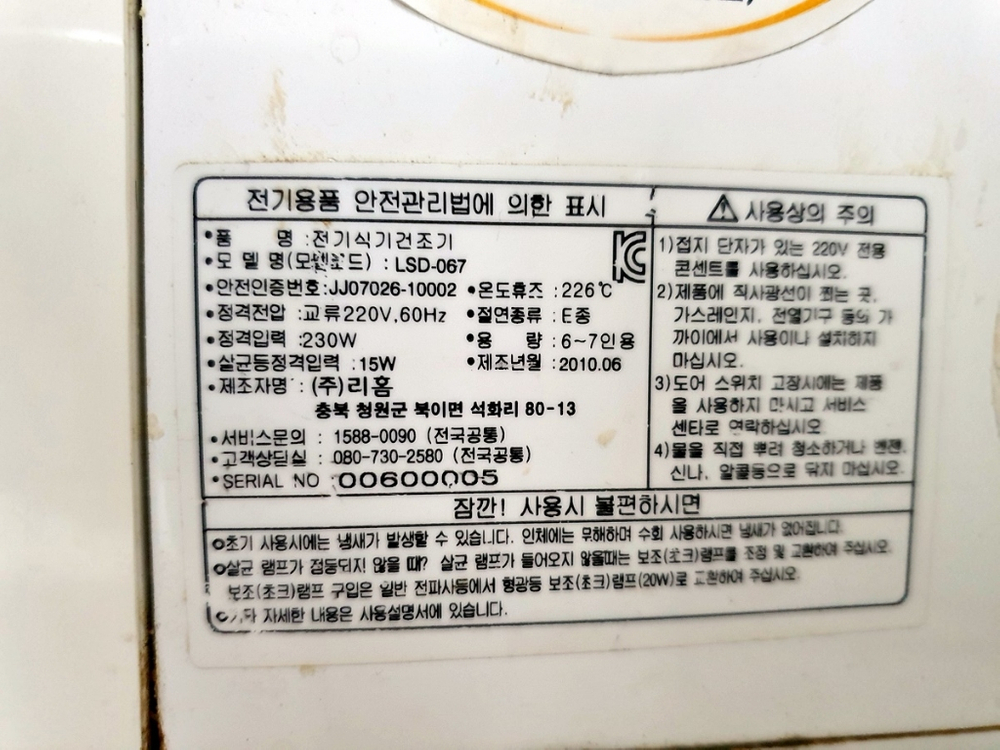 전기용품 안전관리법에 의한 표시
•품 명 :전기식기건조기
•모 델 명(모델코드) : LSD-067
•안전인증번호:JJ07026-10002 •온도휴즈 :226℃
•정격전압 :교류220V,60Hz •절연종류 :E종
•정격입력 :230W •용 량 :6~7인용
•살균등정격입력 :15W •제조년월 :2010.06
•제조자명 : (주)리홈
충북 청원군 북이면 석화리 80-13
•서비스문의 : 1588-0090 (전국공통)
•고객상담실 : 080-730-2580 (전국공통)
•SERIAL NO :00600005
사용상의 주의
1)접지 단자가 있는 220V 전용
콘센트를 사용하십시오.
2)제품에 직사광선이 쬐는 곳,
가스레인지, 전열기구 등의 가
까이에서 사용이나 설치하지
마십시오.
3)도어 스위치 고장시에는 제품
을 사용하지 마시고 서비스
센타로 연락하십시오
4)물을 직접 뿌려 청소하거나 벤젠,
신나, 알콜등으로 닦지 마십시오.
잠깐! 사용시 불편하시면
○초기 사용시에는 냄새가 발생할 수 있습니다. 인체에는 무해하며 수회 사용하시면 냄새가 없어집니다.
○살균 램프가 점등되지 않을 때? 살균 램프가 들어오지 않을때는 보조(초크)램프를 조정 및 교환하여 주십시오.
보조(초크)램프 구입은 일반 전파사등에서 형광등 보조(초크)램프(20W)로 교환하여 주십시오.
○기타 자세한 내용은 사용설명서에 있습니다.